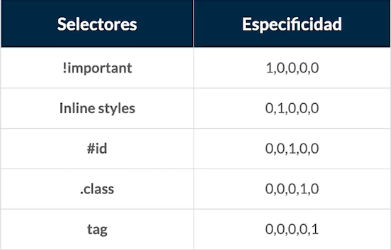 Selectores Especificidad
!important 1,0,0,0,0
Inline styles 0,1,0,0,0
#id 0,0,1,0,0
.class 0,0,0,1,0
tag 0,0,0,0,1